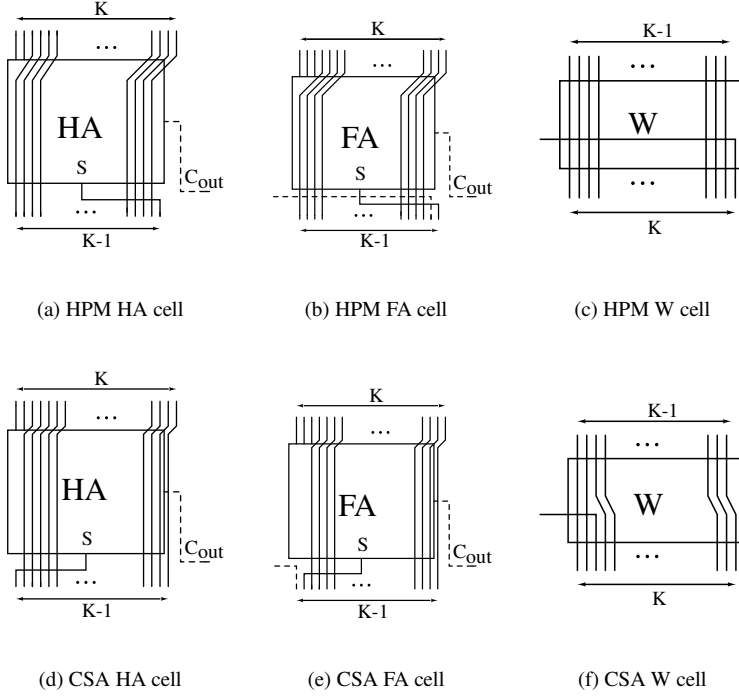 K K K-1
... ... ...
HA FA W
S S
C_out C_out
... ... ...
K-1 K-1 K
(a) HPM HA cell (b) HPM FA cell (c) HPM W cell
K K K-1
... ... ...
HA FA W
S S
C_out C_out
... ... ...
K-1 K-1 K
(d) CSA HA cell (e) CSA FA cell (f) CSA W cell